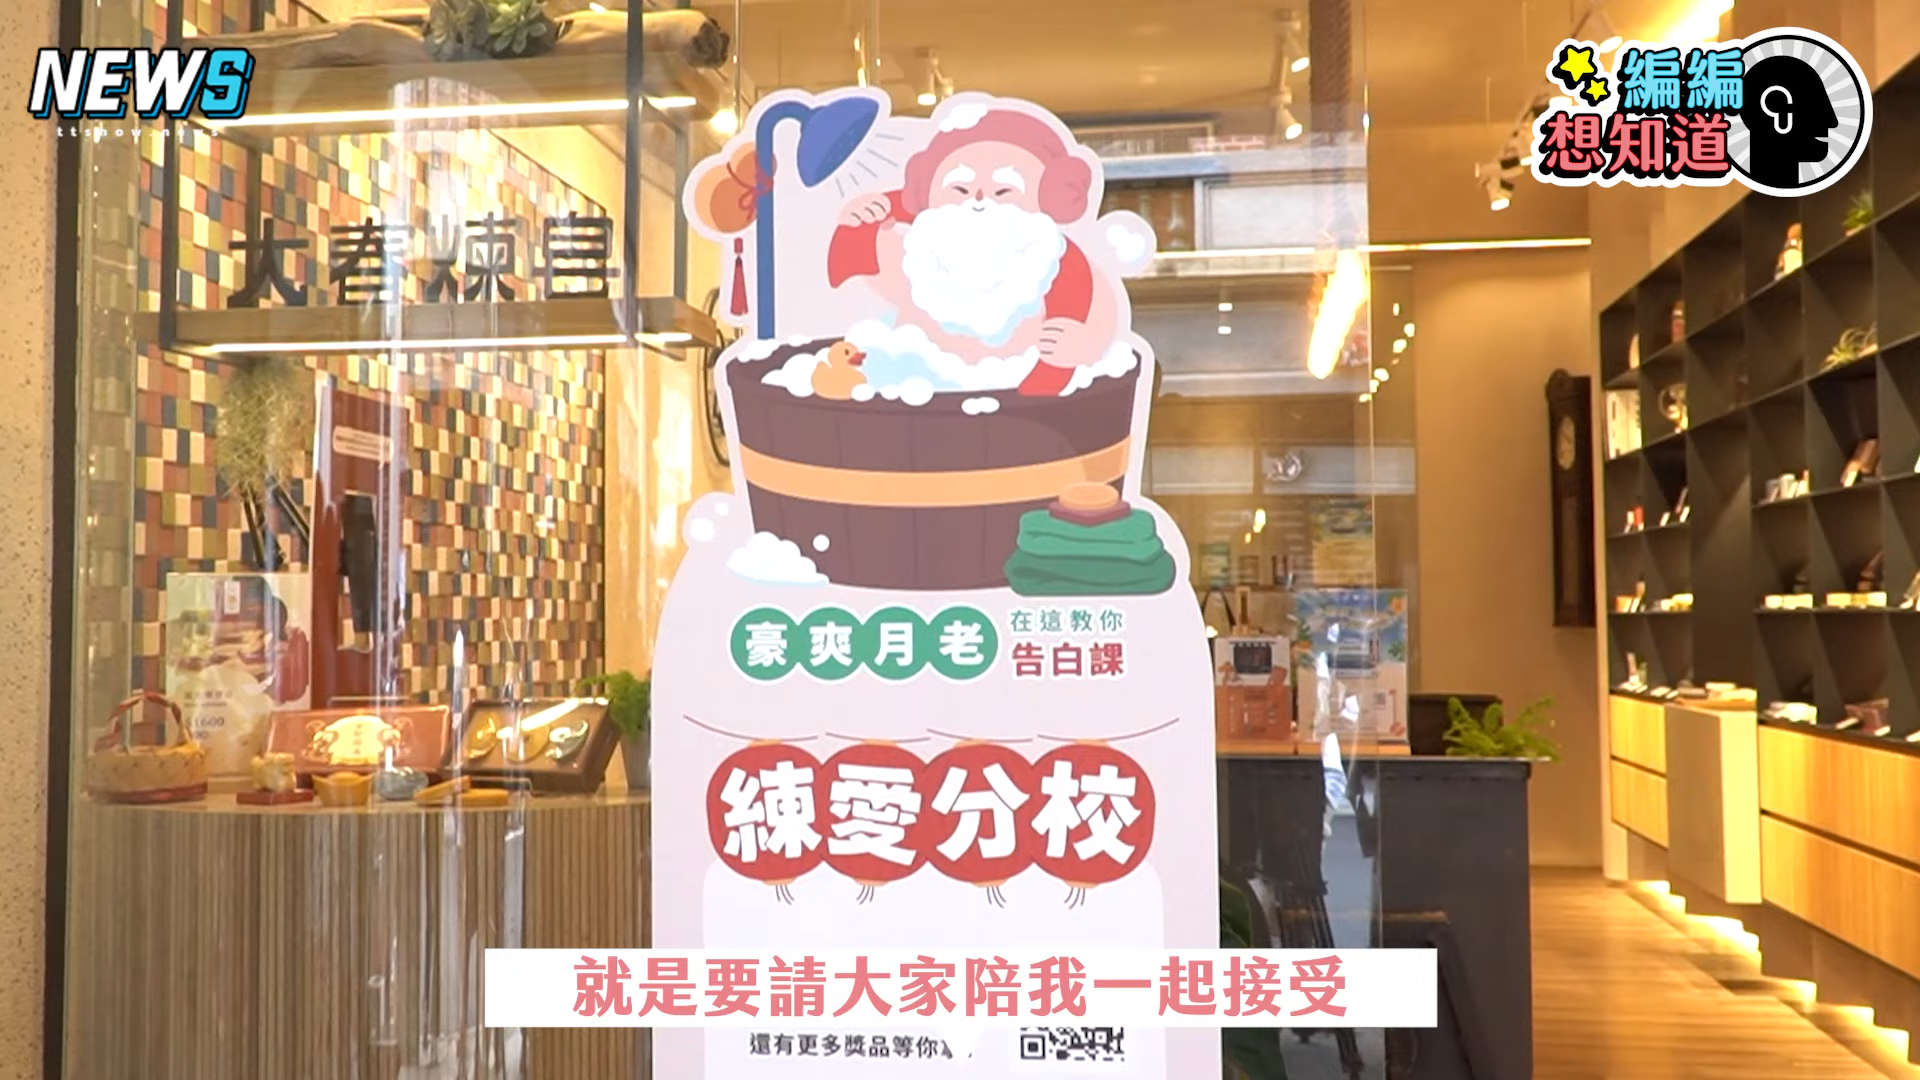 NEWS
ttshow.news
編編
想知道
大春煉皂
豪爽月老
在這教你
告白課
練愛分校
就是要請大家陪我一起接受
還有更多獎品等你